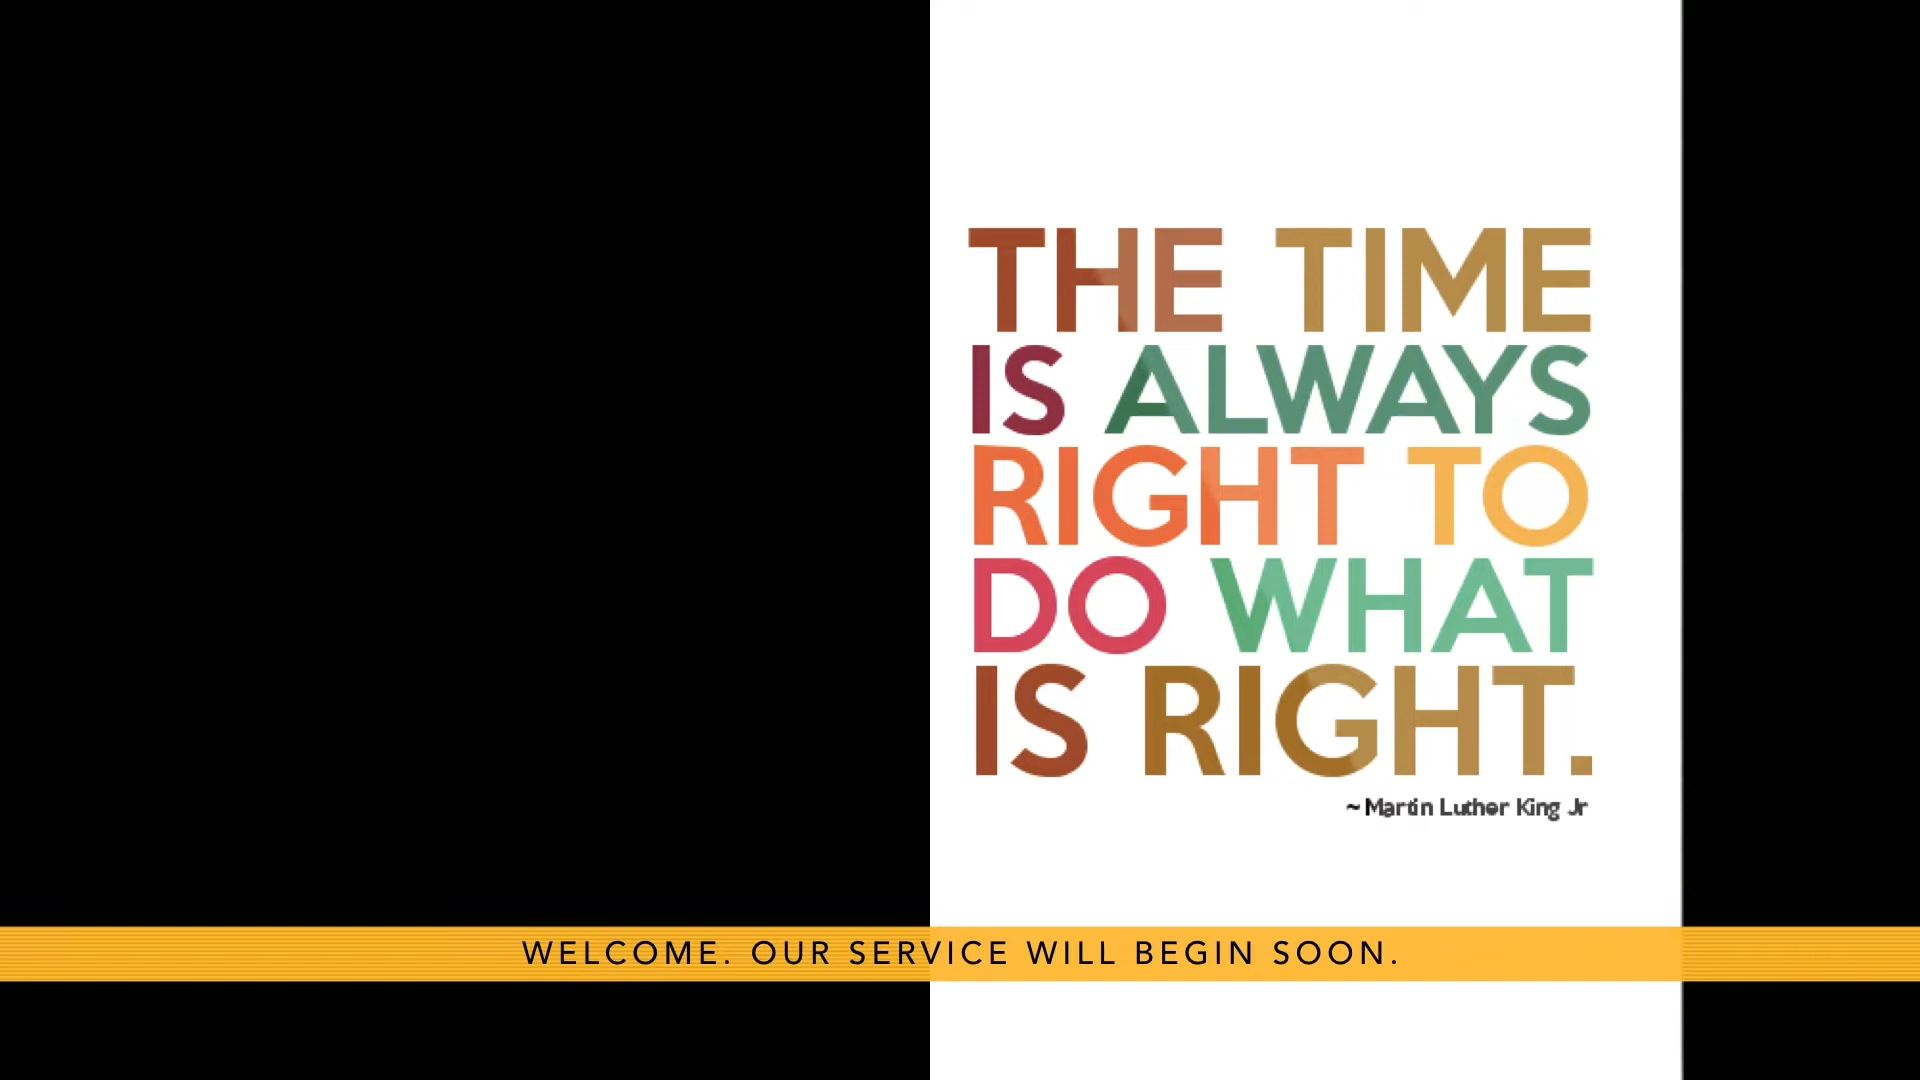 THE TIME
IS ALWAYS
RIGHT TO
DO WHAT
IS RIGHT.
~Martin Luther King Jr
WELCOME. OUR SERVICE WILL BEGIN SOON.